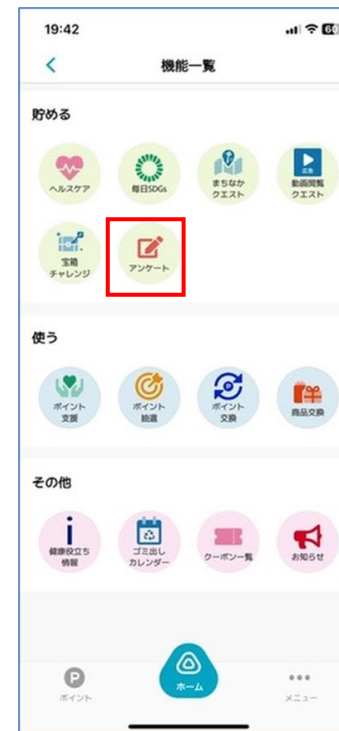 19:42
60
機能一覧
貯める
ヘルスケア
毎日SDGs
まちなか
クエスト
広告
動画閲覧
クエスト
宝箱
チャレンジ
アンケート
使う
ポイント
支援
ポイント
抽選
ポイント
交換
商品交換
その他
健康役立ち
情報
ゴミ出し
カレンダー
クーポン一覧
お知らせ
P
ポイント
ホーム
メニュー